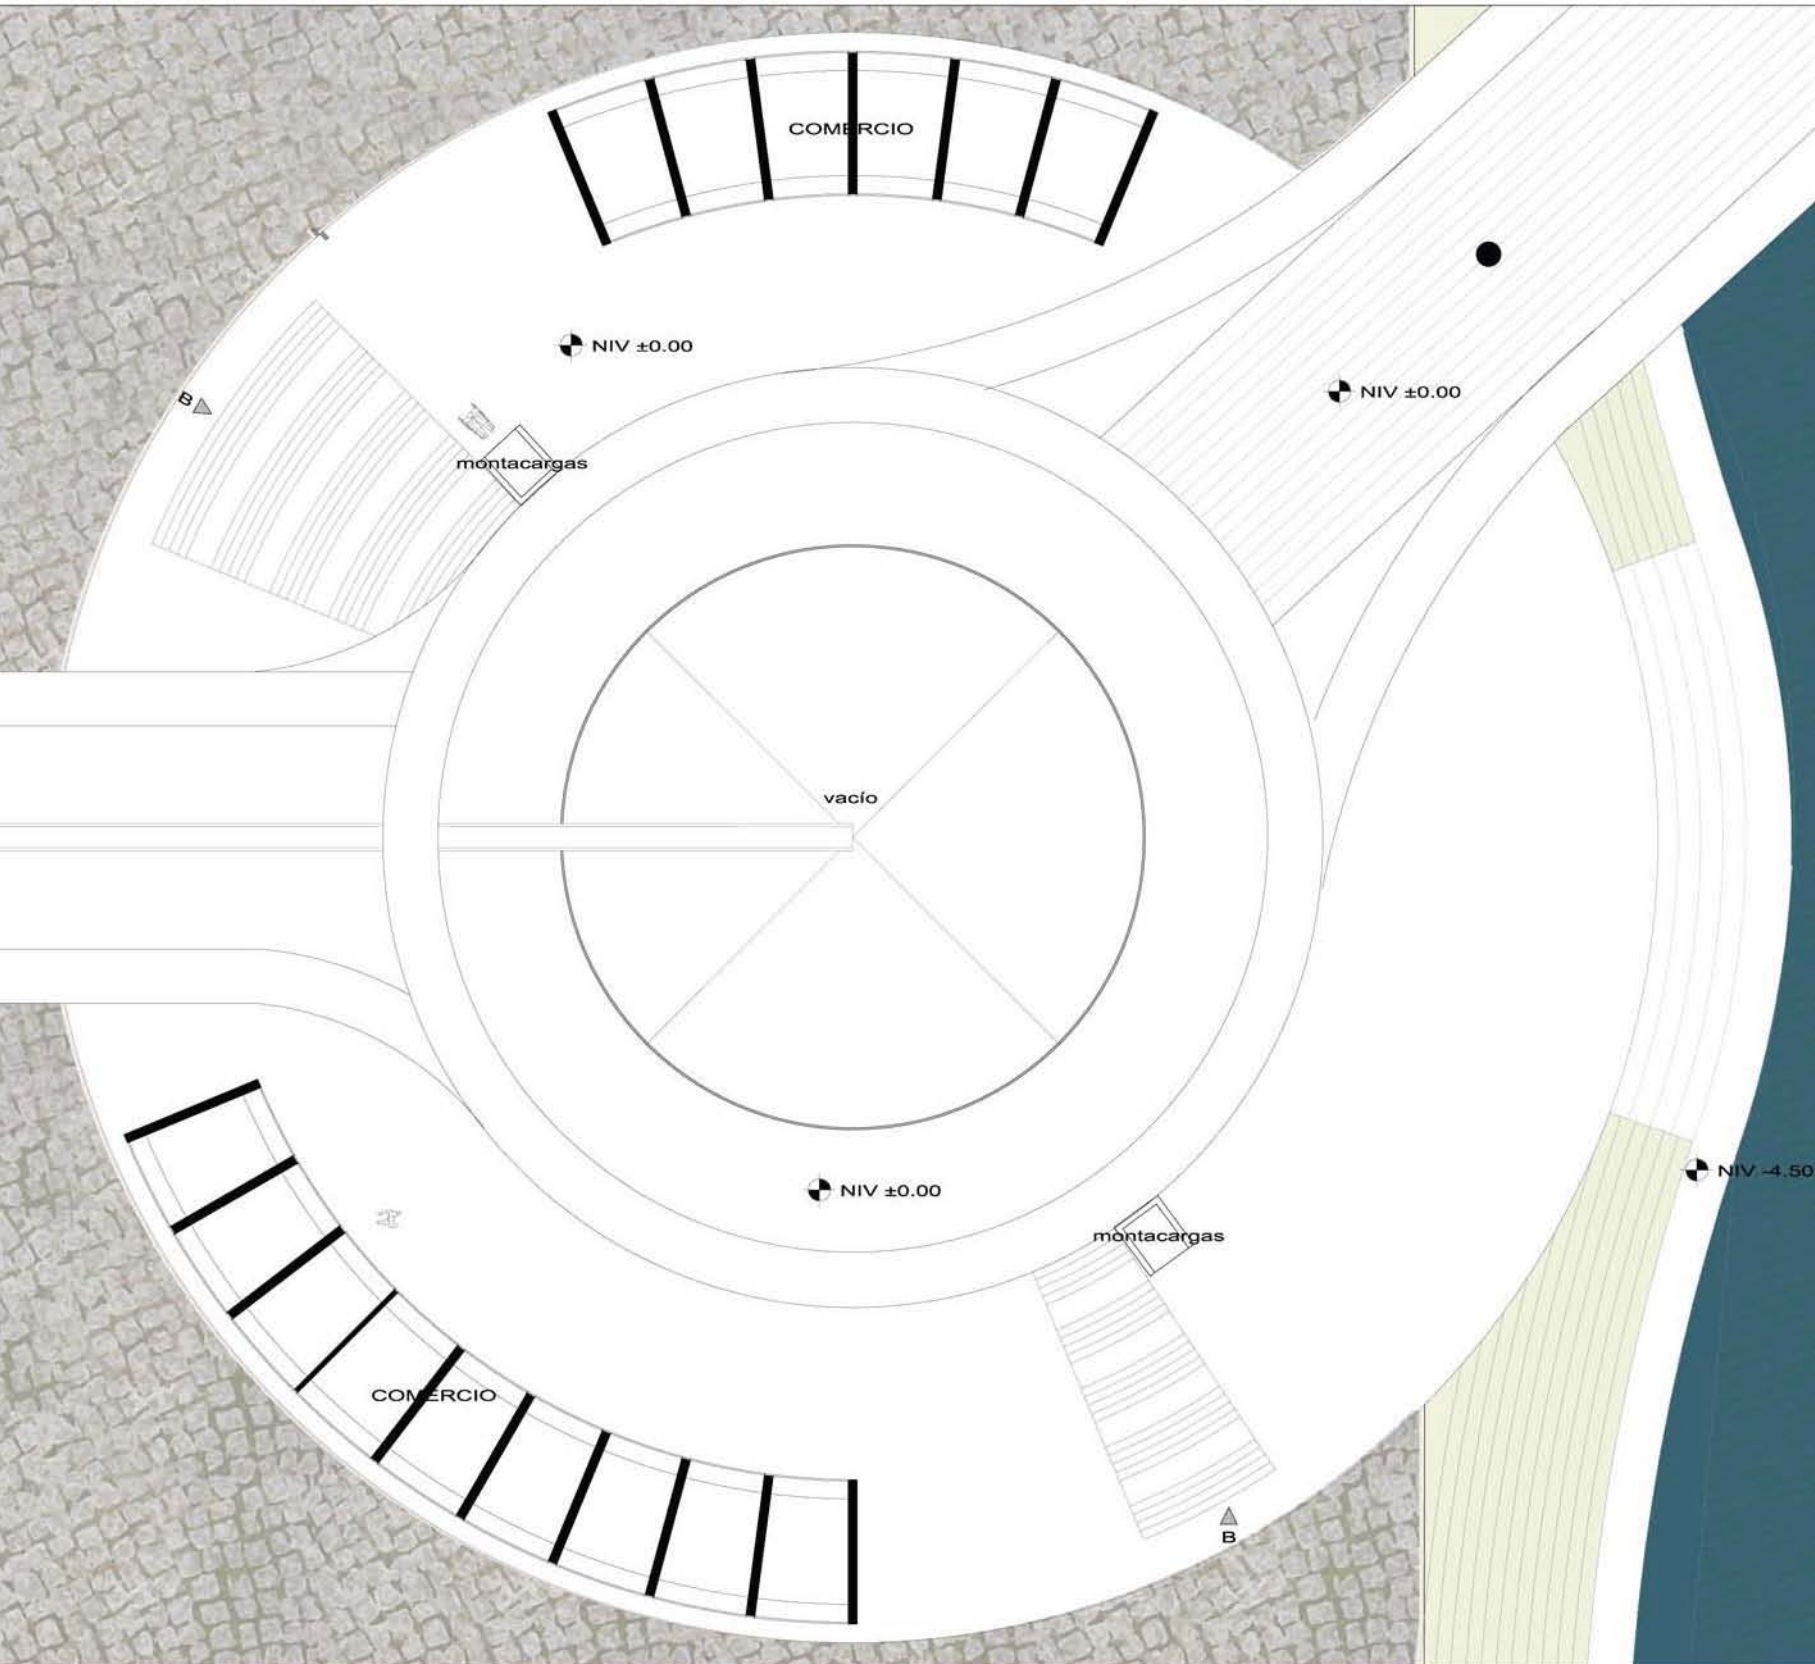 COMERCIO
NIV ±0.00
NIV ±0.00
B
montacargas
vacío
NIV -4.50
NIV ±0.00
montacargas
COMERCIO
B